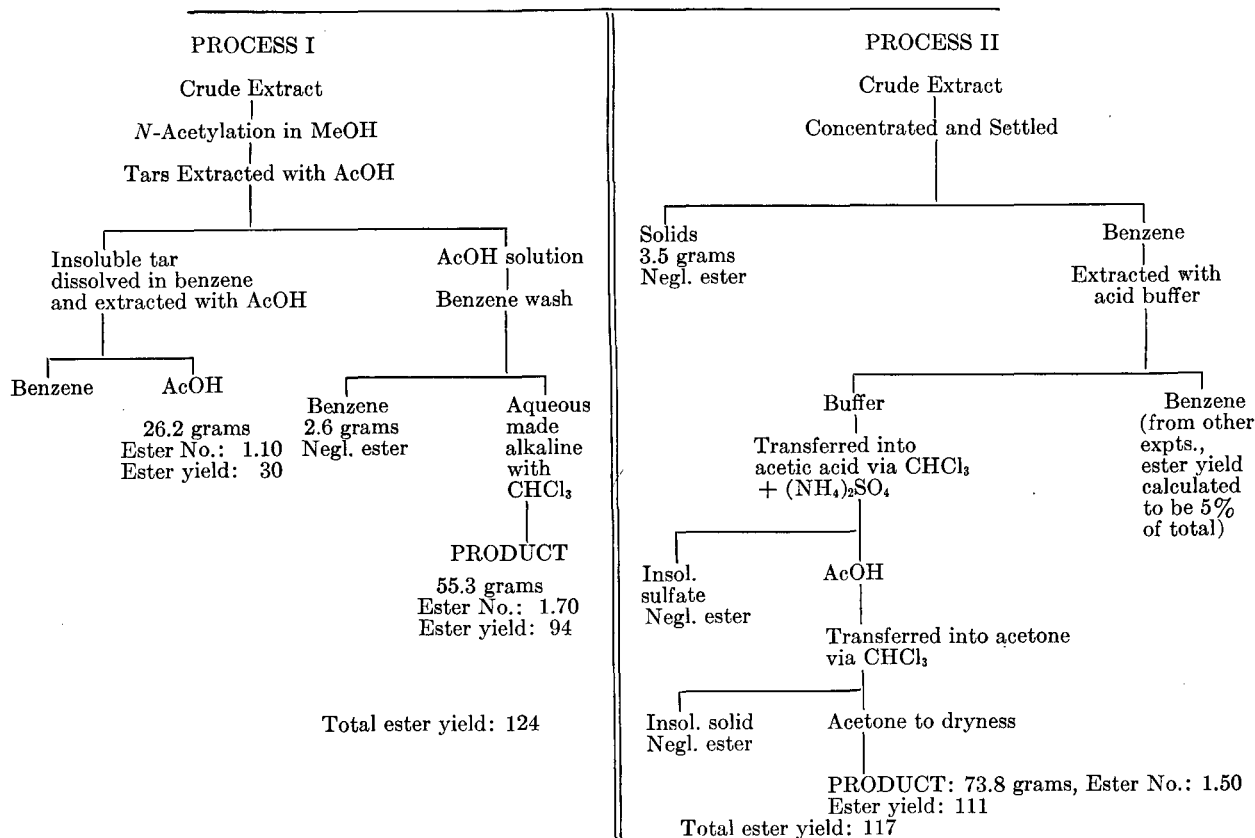 PROCESS I
Crude Extract
N-Acetylation in MeOH
Tars Extracted with AcOH
Insoluble tar
dissolved in benzene
and extracted with AcOH
AcOH solution
Benzene wash
Benzene
AcOH
26.2 grams
Ester No.: 1.10
Ester yield: 30
Benzene
2.6 grams
Negl. ester
Aqueous
made
alkaline
with
CHCl₃
PRODUCT
55.3 grams
Ester No.: 1.70
Ester yield: 94
Total ester yield: 124
PROCESS II
Crude Extract
Concentrated and Settled
Solids
3.5 grams
Negl. ester
Benzene
Extracted with
acid buffer
Buffer
Transferred into
acetic acid via CHCl₃
+ (NH₄)₂SO₄
Benzene
(from other
expts.,
ester yield
calculated
to be 5%
of total)
Insol.
sulfate
Negl. ester
AcOH
Transferred into acetone
via CHCl₃
Insol. solid
Negl. ester
Acetone to dryness
PRODUCT: 73.8 grams, Ester No.: 1.50
Ester yield: 111
Total ester yield: 117